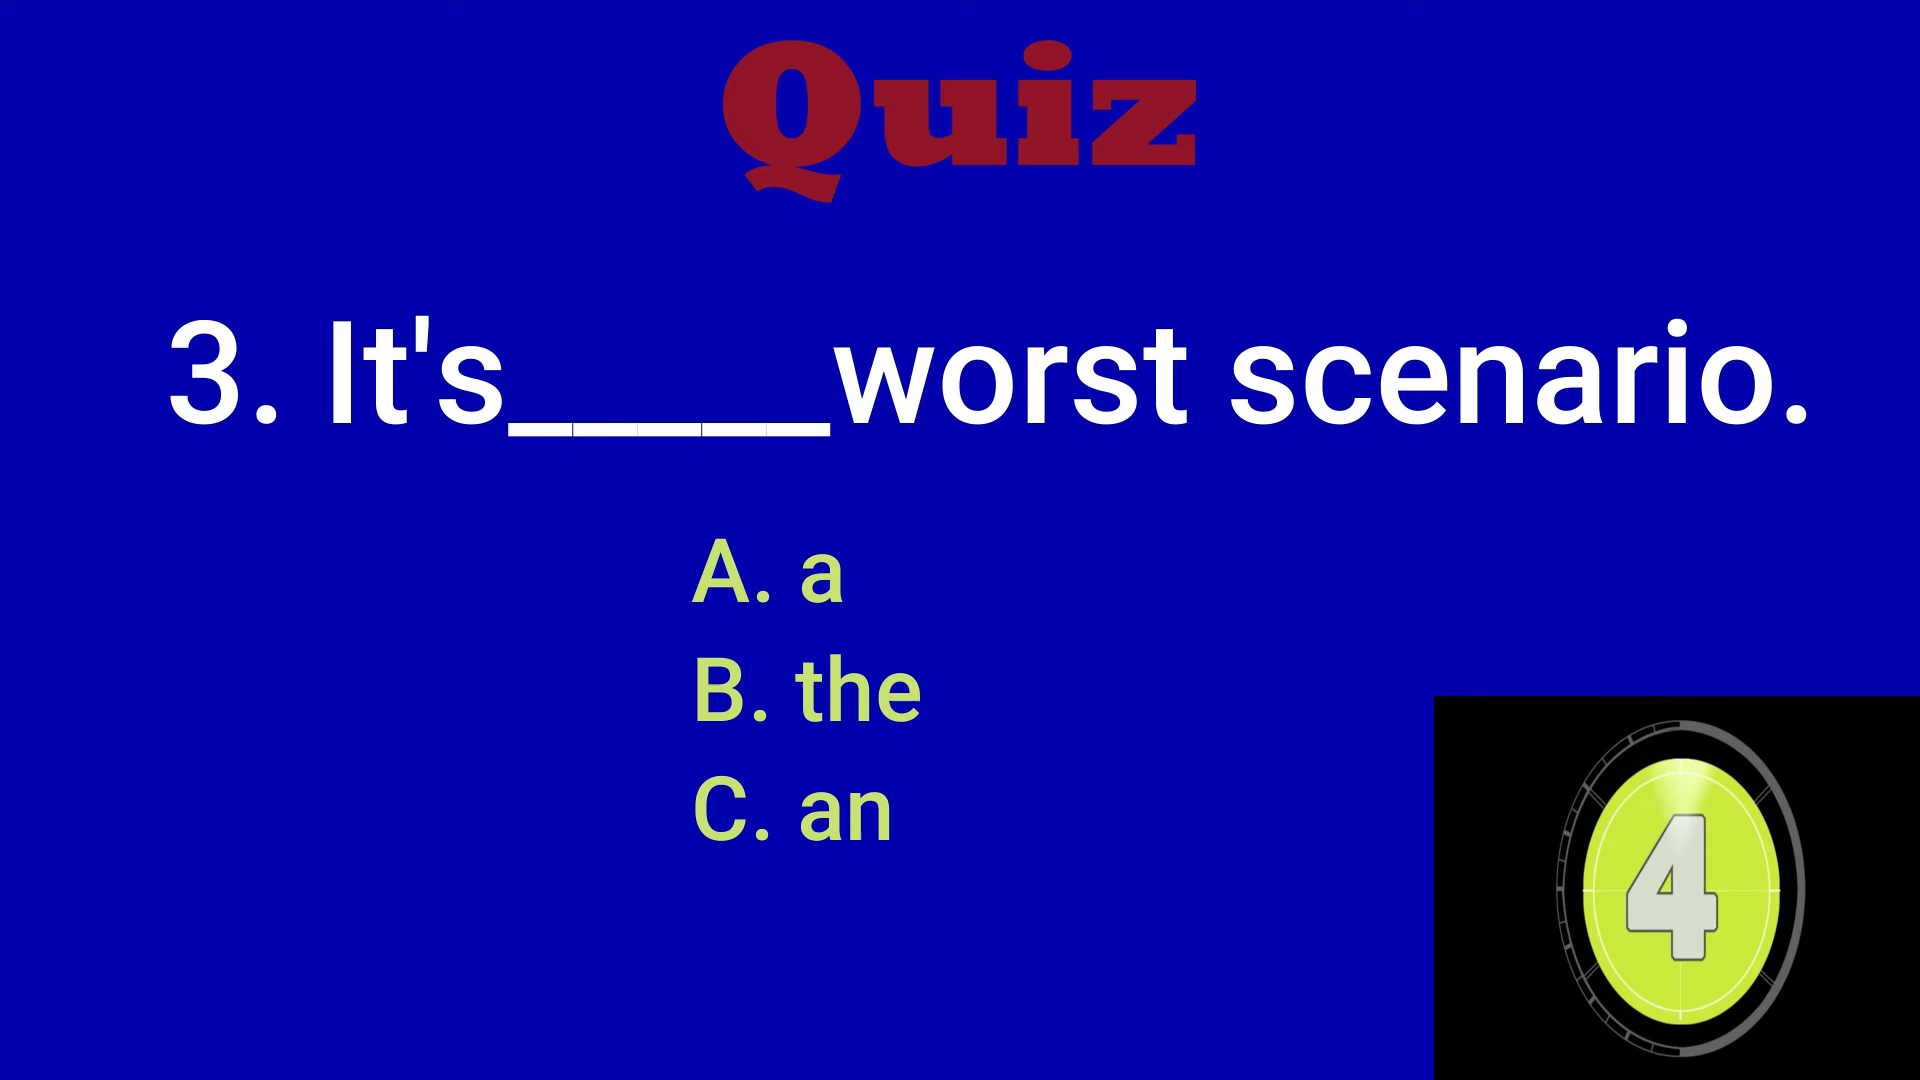 Quiz
3. It's_____worst scenario.
A. a
B. the
C. an
4